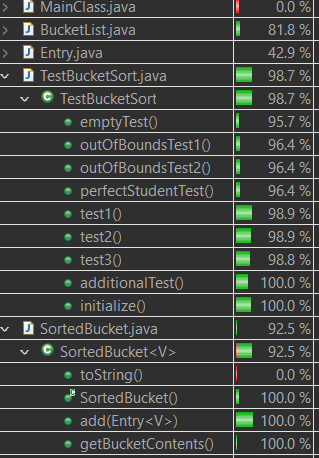 MainClass.java 0.0 %
BucketList.java 81.8 %
Entry.java 42.9 %
TestBucketSort.java 98.7 %
TestBucketSort 98.7 %
emptyTest() 95.7 %
outOfBoundsTest1() 96.4 %
outOfBoundsTest2() 96.4 %
perfectStudentTest() 96.4 %
test1() 98.9 %
test2() 98.9 %
test3() 98.8 %
additionalTest() 100.0 %
initialize() 100.0 %
SortedBucket.java 92.5 %
SortedBucket<V> 92.5 %
toString() 0.0 %
SortedBucket() 100.0 %
add(Entry<V>) 100.0 %
getBucketContents() 100.0 %